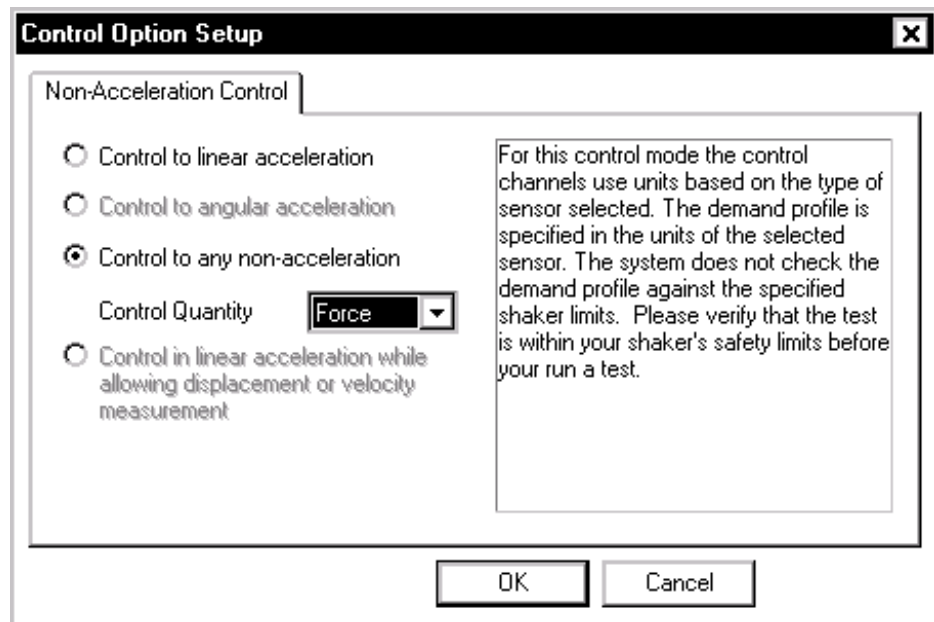 Control Option Setup
Non-Acceleration Control
Control to linear acceleration
Control to angular acceleration
Control to any non-acceleration
Control Quantity
Force
Control in linear acceleration while
allowing displacement or velocity
measurement
For this control mode the control
channels use units based on the type of
sensor selected. The demand profile is
specified in the units of the selected
sensor. The system does not check the
demand profile against the specified
shaker limits.  Please verify that the test
is within your shaker's safety limits before
your run a test.
OK
Cancel